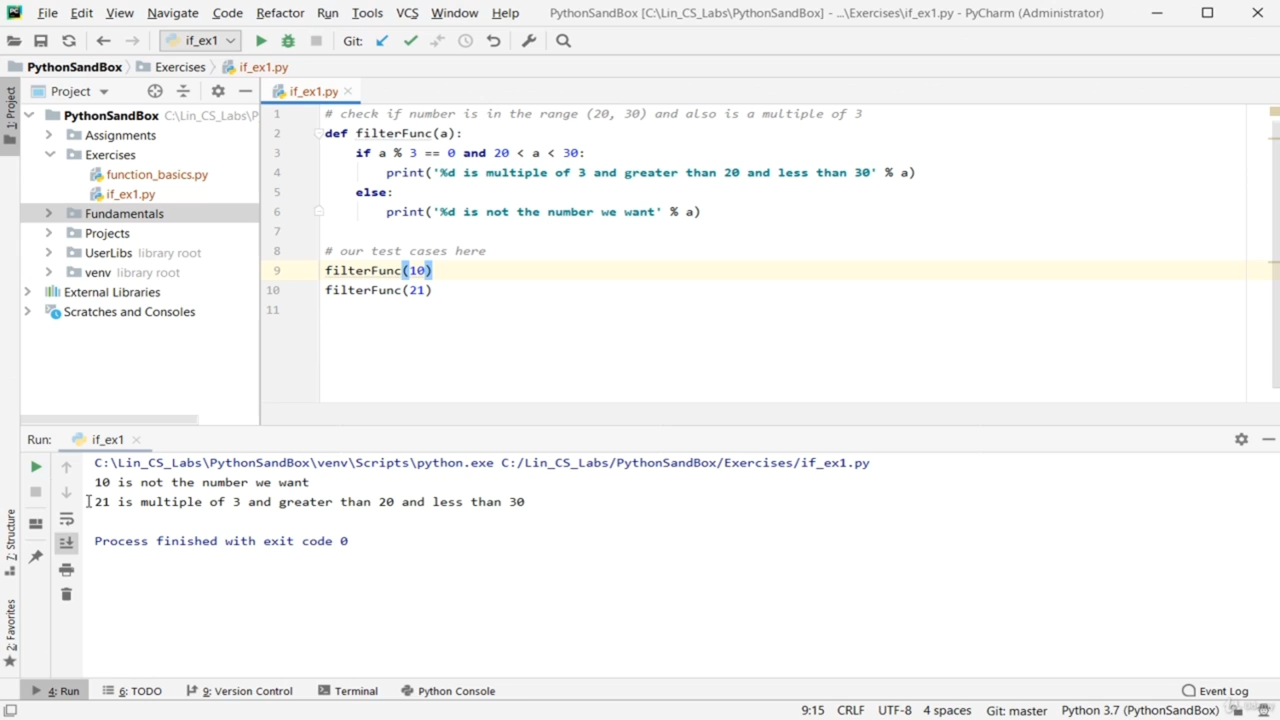 File Edit View Navigate Code Refactor Run Tools VCS Window Help PythonSandBox [C:\Lin_CS_Labs\PythonSandBox] - ...\Exercises\if_ex1.py - PyCharm (Administrator)
if_ex1 Git:
PythonSandBox Exercises if_ex1.py
Project if_ex1.py
1: Project
PythonSandBox C:\Lin_CS_Labs\P
Assignments
Exercises
function_basics.py
if_ex1.py
Fundamentals
Projects
UserLibs library root
venv library root
External Libraries
Scratches and Consoles
1 # check if number is in the range (20, 30) and also is a multiple of 3
2 def filterFunc(a):
3 if a % 3 == 0 and 20 < a < 30:
4 print('%d is multiple of 3 and greater than 20 and less than 30' % a)
5 else:
6 print('%d is not the number we want' % a)
7
8 # our test cases here
9 filterFunc(10)
10 filterFunc(21)
11
Run: if_ex1
C:\Lin_CS_Labs\PythonSandBox\venv\Scripts\python.exe C:/Lin_CS_Labs/PythonSandBox/Exercises/if_ex1.py
10 is not the number we want
21 is multiple of 3 and greater than 20 and less than 30
Process finished with exit code 0
7: Structure
2: Favorites
4: Run 6: TODO 9: Version Control Terminal Python Console Event Log
9:15 CRLF UTF-8 4 spaces Git: master Python 3.7 (PythonSandBox)